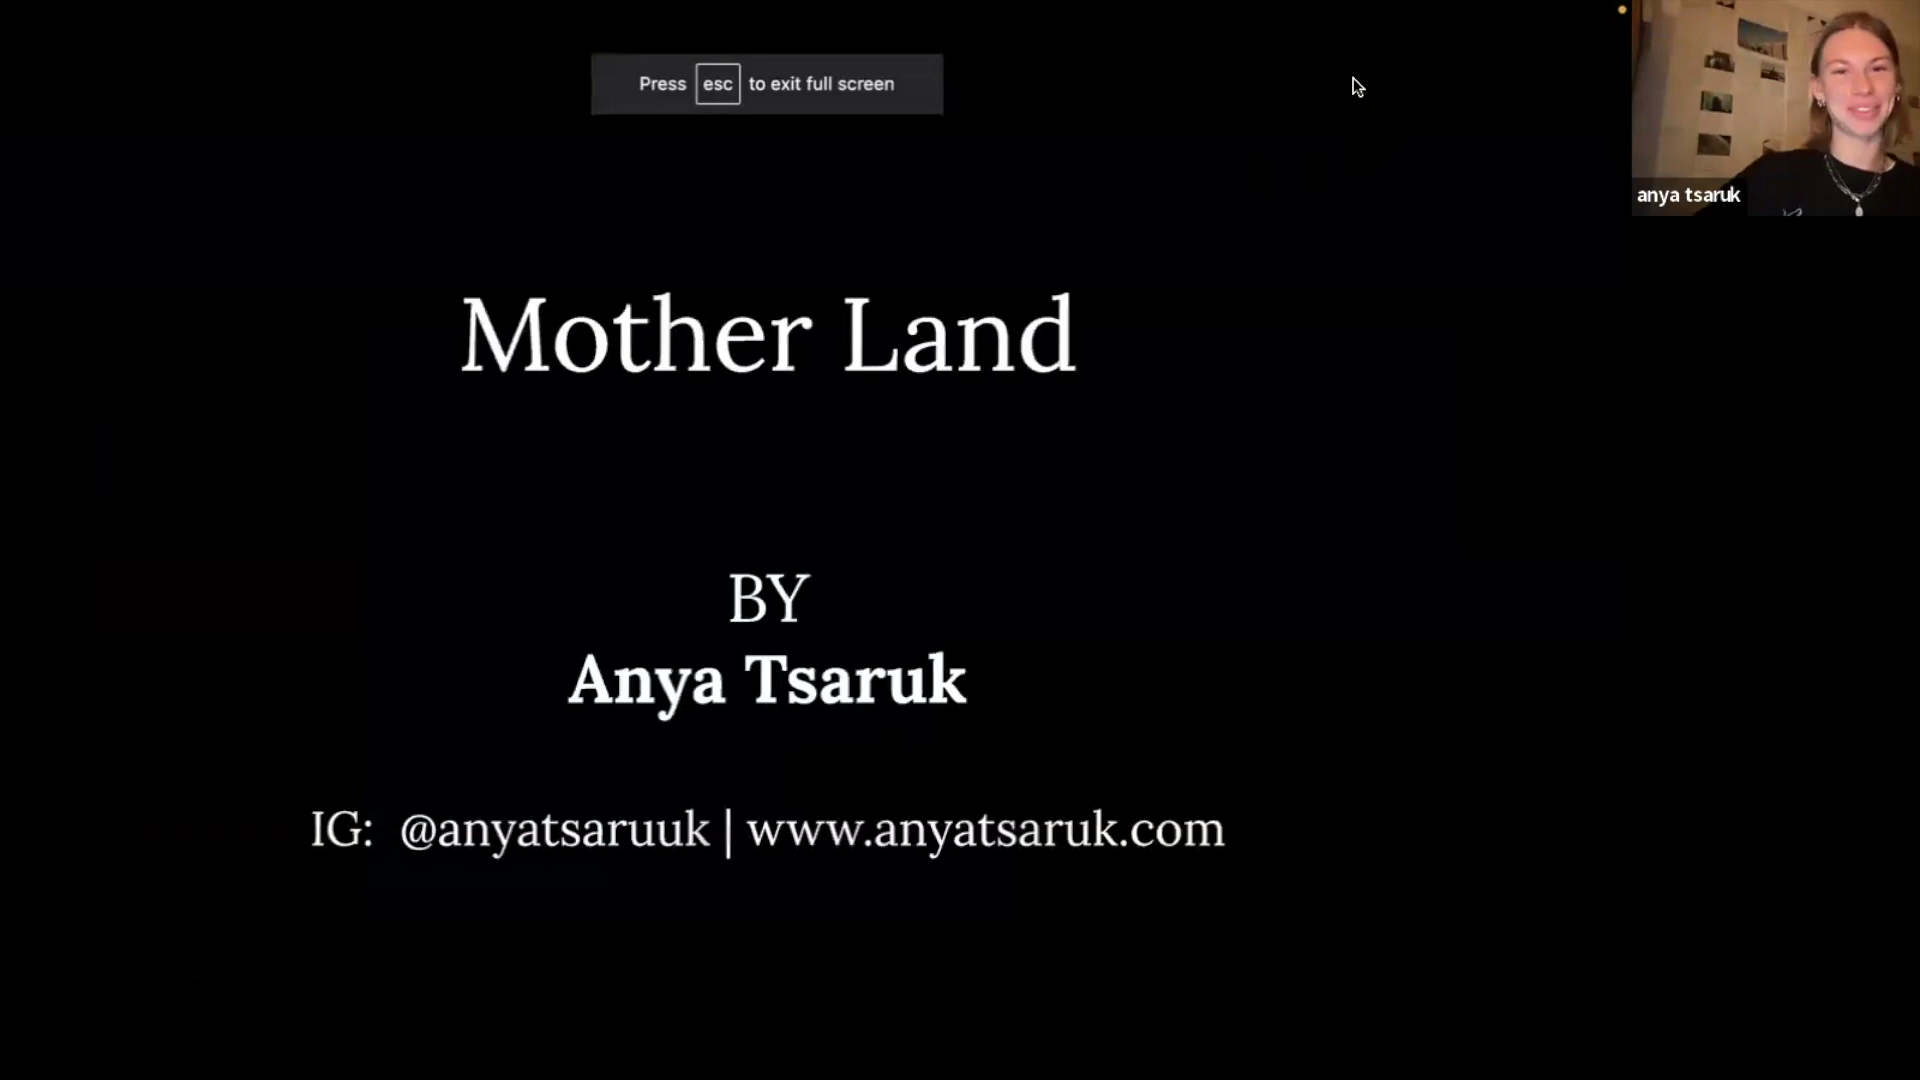 Press esc to exit full screen
anya tsaruk
Mother Land
BY
Anya Tsaruk
IG: @anyatsaruuk | www.anyatsaruk.com